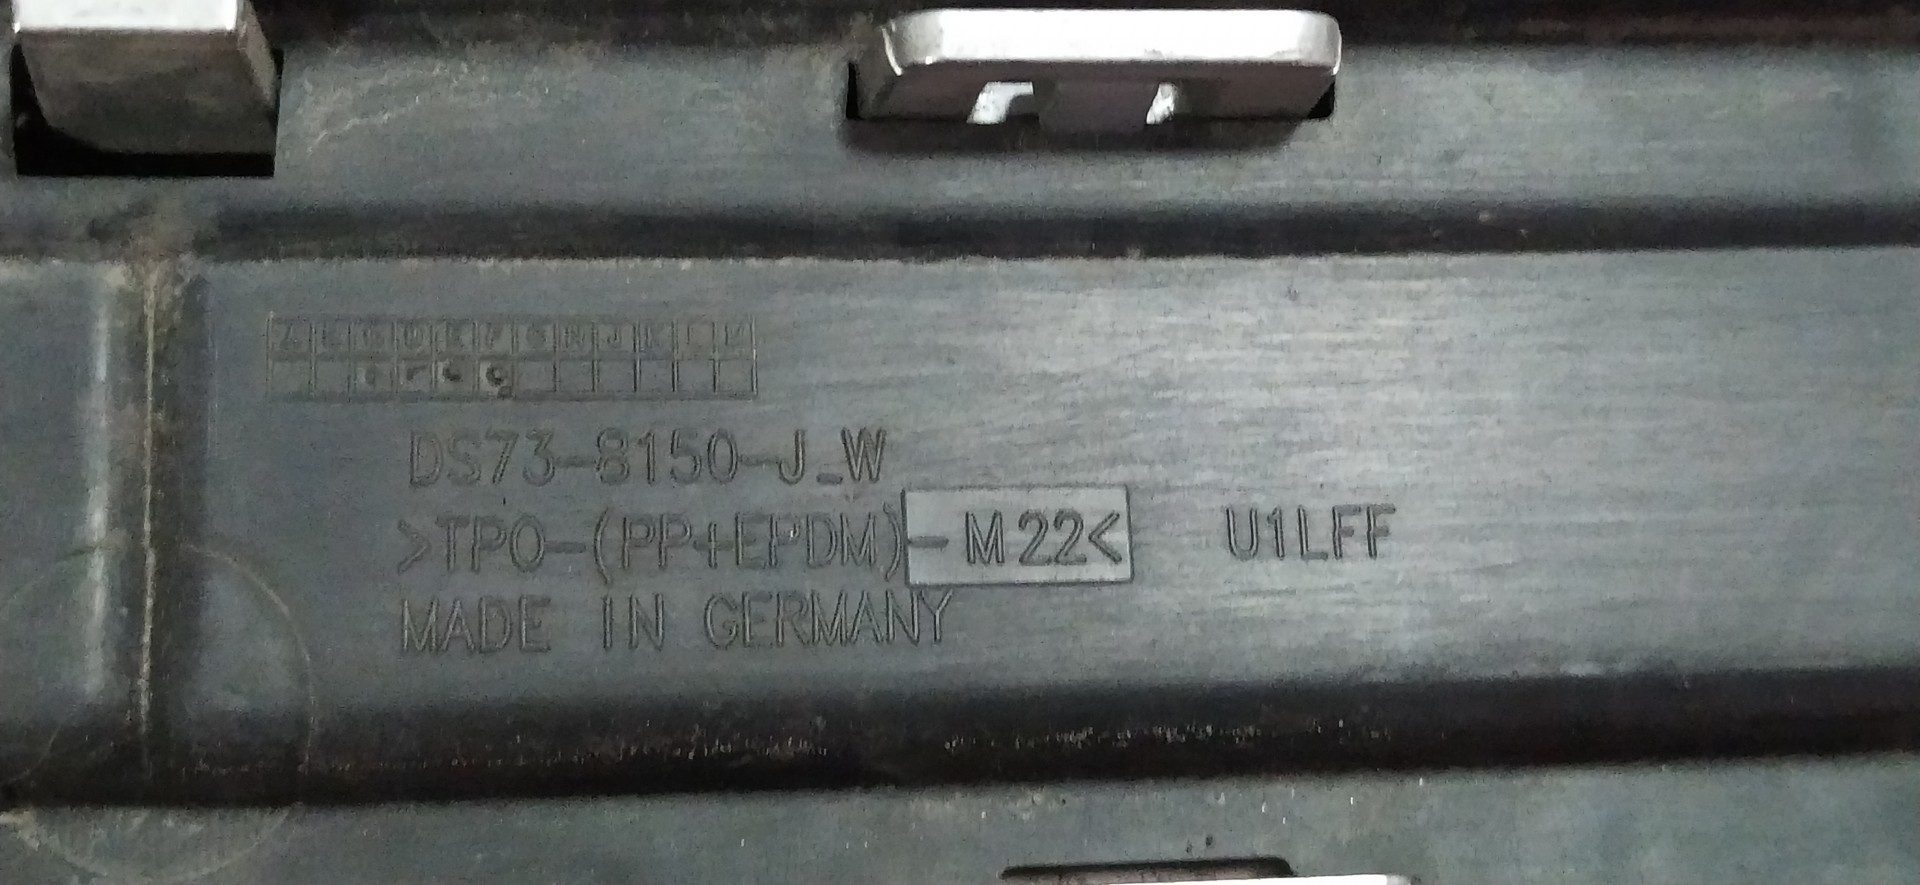 A B C D E F G H J K L M
DS73-8150-J_W
>TPO-(PP+EPDM)-M22< U1LFF
MADE IN GERMANY